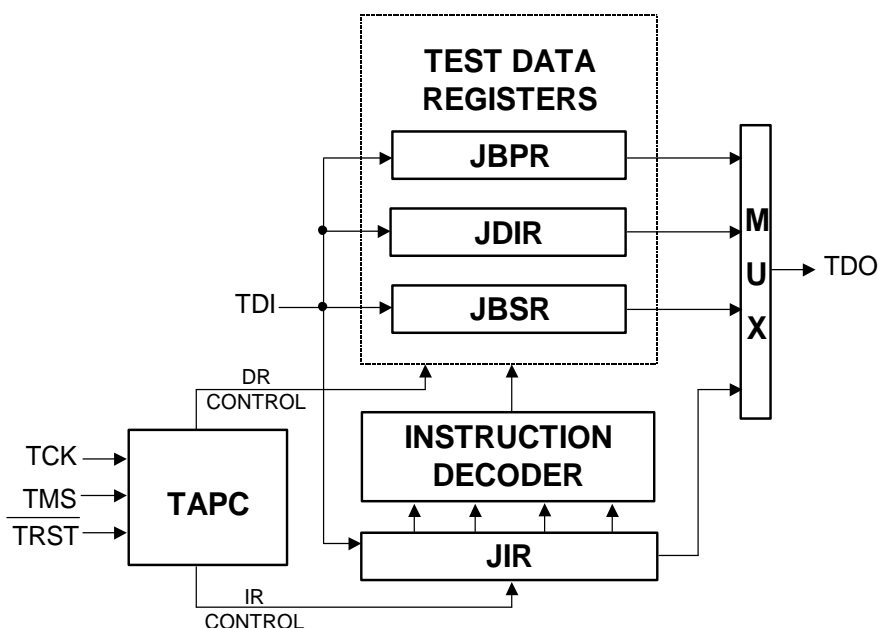 TEST DATA
REGISTERS
JBPR
JDIR
JBSR
M
U
X
TDO
TDI
DR
CONTROL
INSTRUCTION
DECODER
TCK
TMS
TRST
TAPC
JIR
IR
CONTROL